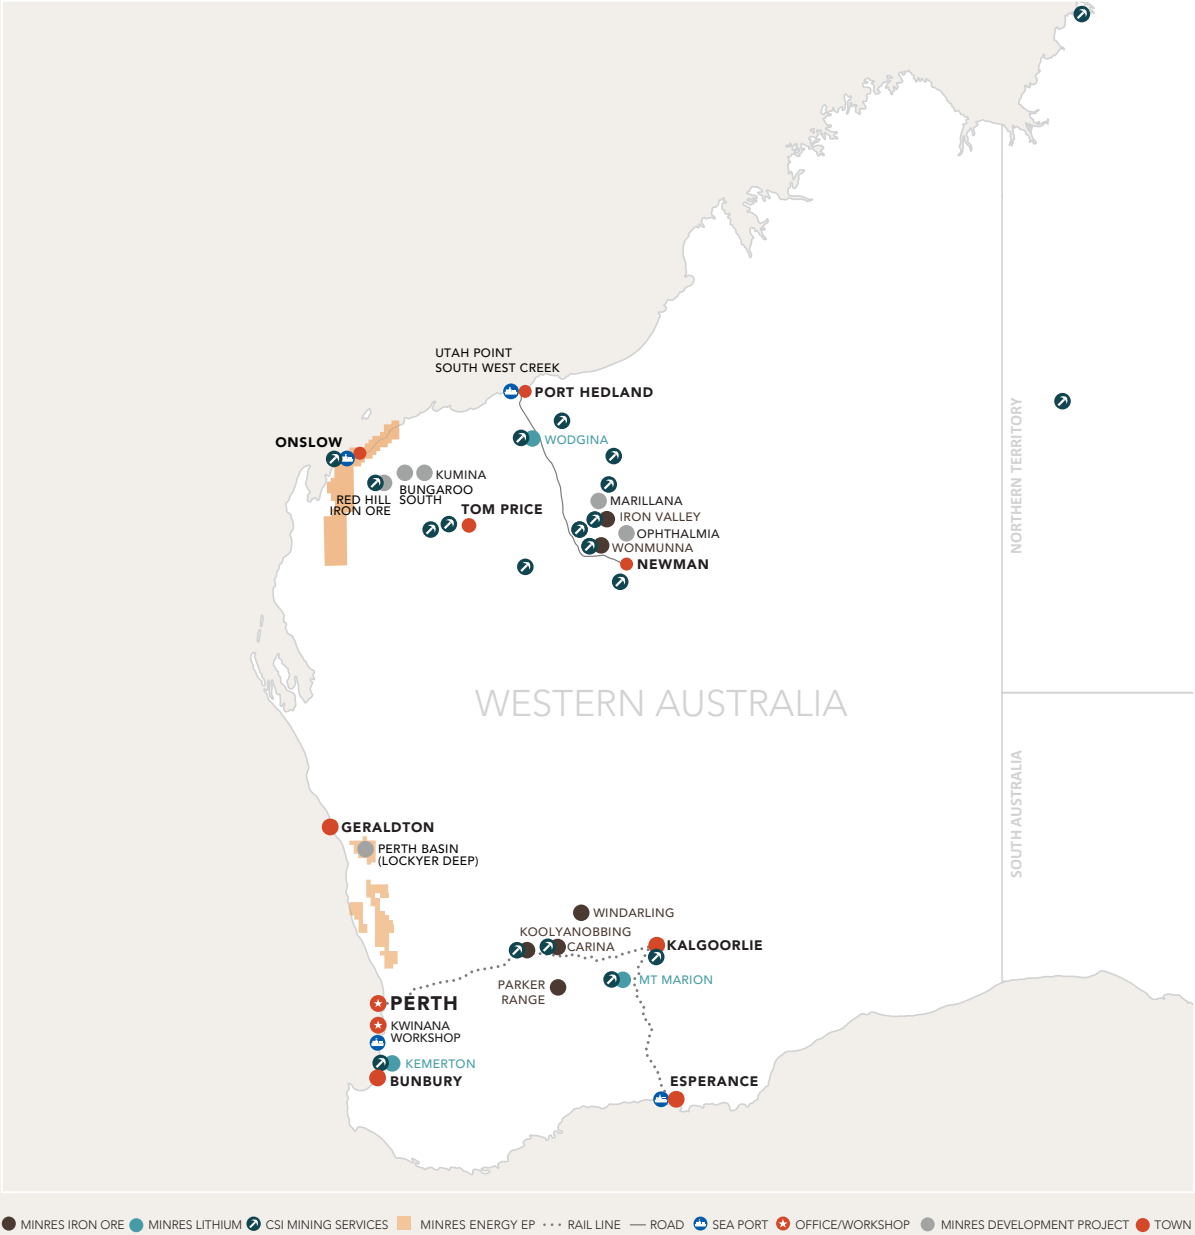 UTAH POINT
SOUTH WEST CREEK
PORT HEDLAND
ONSLOW
WODGINA
KUMINA
BUNGAROO
SOUTH
RED HILL
IRON ORE
TOM PRICE
MARILLANA
IRON VALLEY
OPHTHALMIA
WONMUNNA
NEWMAN
NORTHERN TERRITORY
WESTERN AUSTRALIA
SOUTH AUSTRALIA
GERALDTON
PERTH BASIN
(LOCKYER DEEP)
WINDARLING
KOOLYANOBBING
CARINA
KALGOORLIE
MT MARION
PARKER
RANGE
PERTH
KWINANA
WORKSHOP
KEMERTON
BUNBURY
ESPERANCE
MINRES IRON ORE MINRES LITHIUM CSI MINING SERVICES MINRES ENERGY EP RAIL LINE ROAD SEA PORT OFFICE/WORKSHOP MINRES DEVELOPMENT PROJECT TOWN